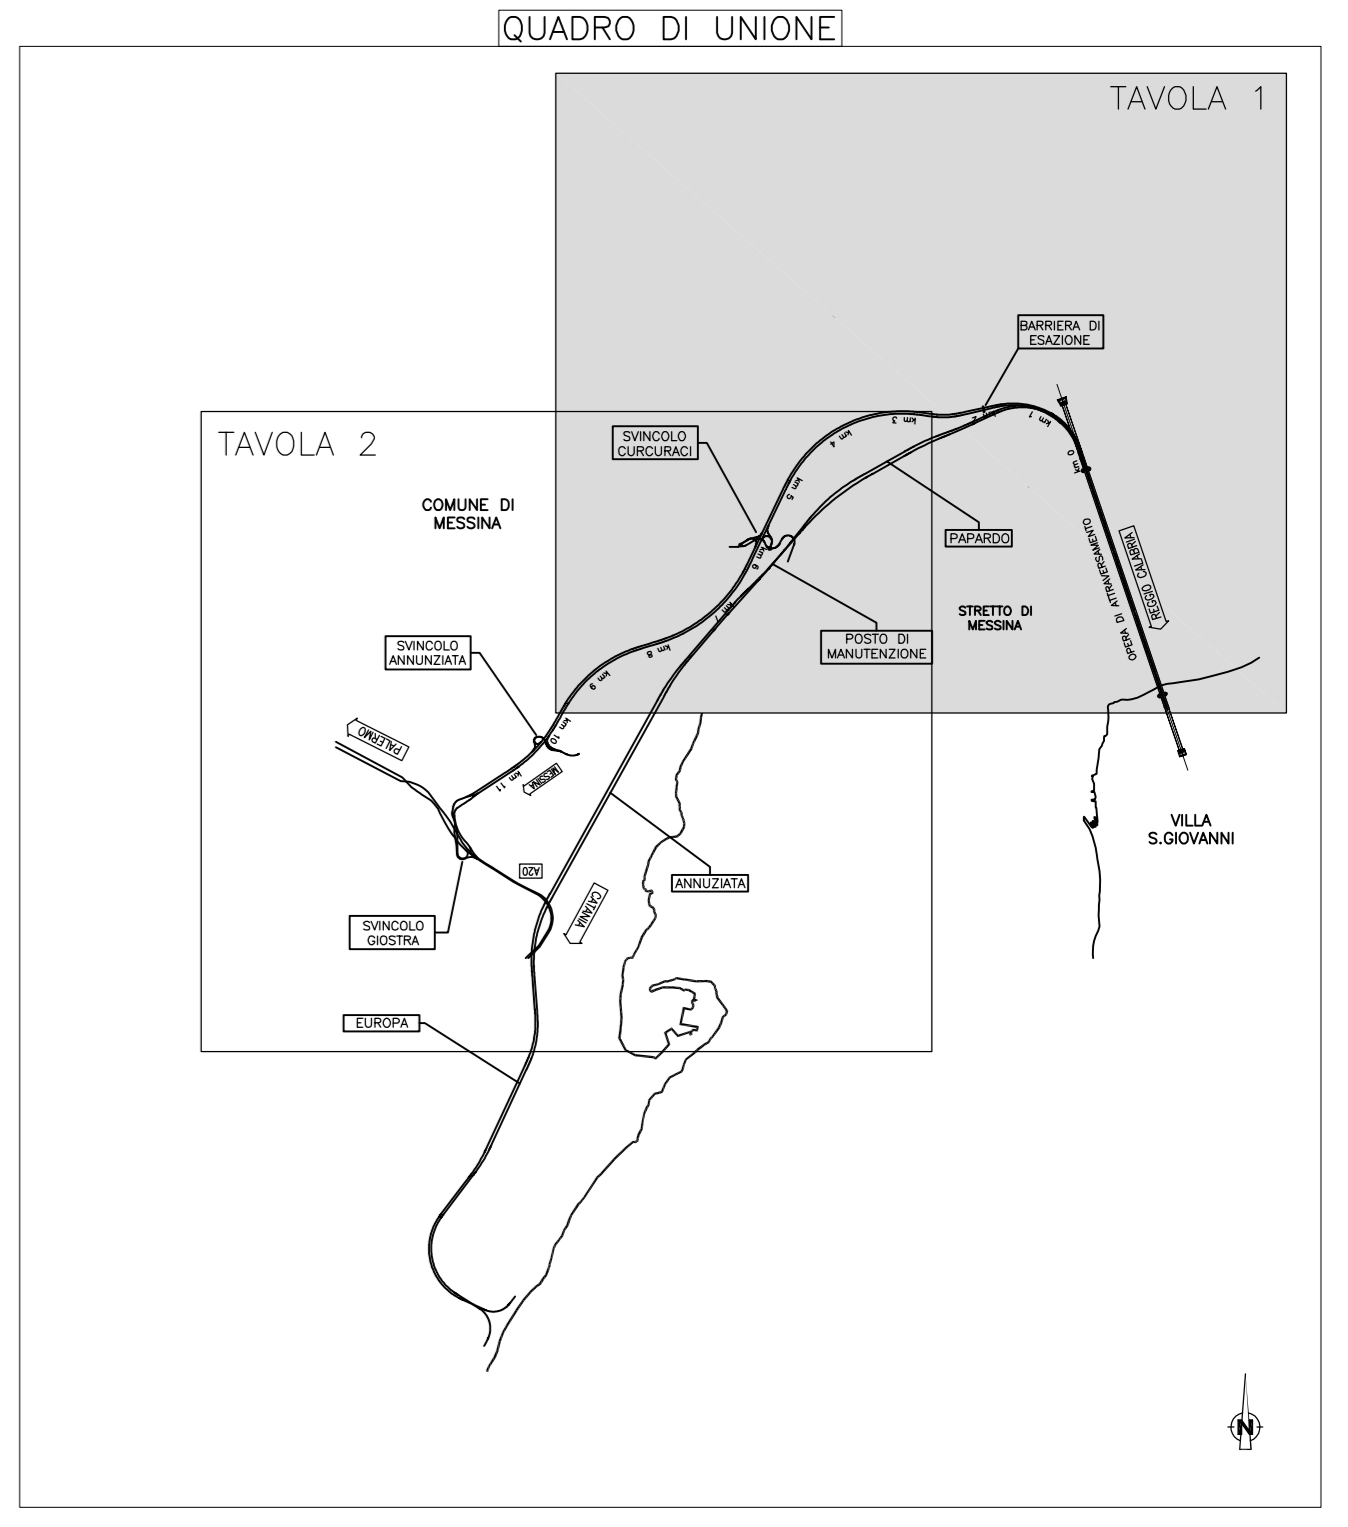 QUADRO DI UNIONE
TAVOLA 1
BARRIERA DI
ESAZIONE
TAVOLA 2
SVINCOLO
CURCURACI
COMUNE DI
MESSINA
km 0
km 1
2
km 3
km 4
km 5
km 6
km 7
km 8
km 9
km 10
km 11
PAPARDO
OPERA DI ATTRAVERSAMENTO
REGGIO CALABRIA
STRETTO DI
MESSINA
POSTO DI
MANUTENZIONE
SVINCOLO
ANNUNZIATA
PALERMO
MESSINA
VILLA
S.GIOVANNI
A20
ANNUZIATA
CATANIA
SVINCOLO
GIOSTRA
EUROPA
N